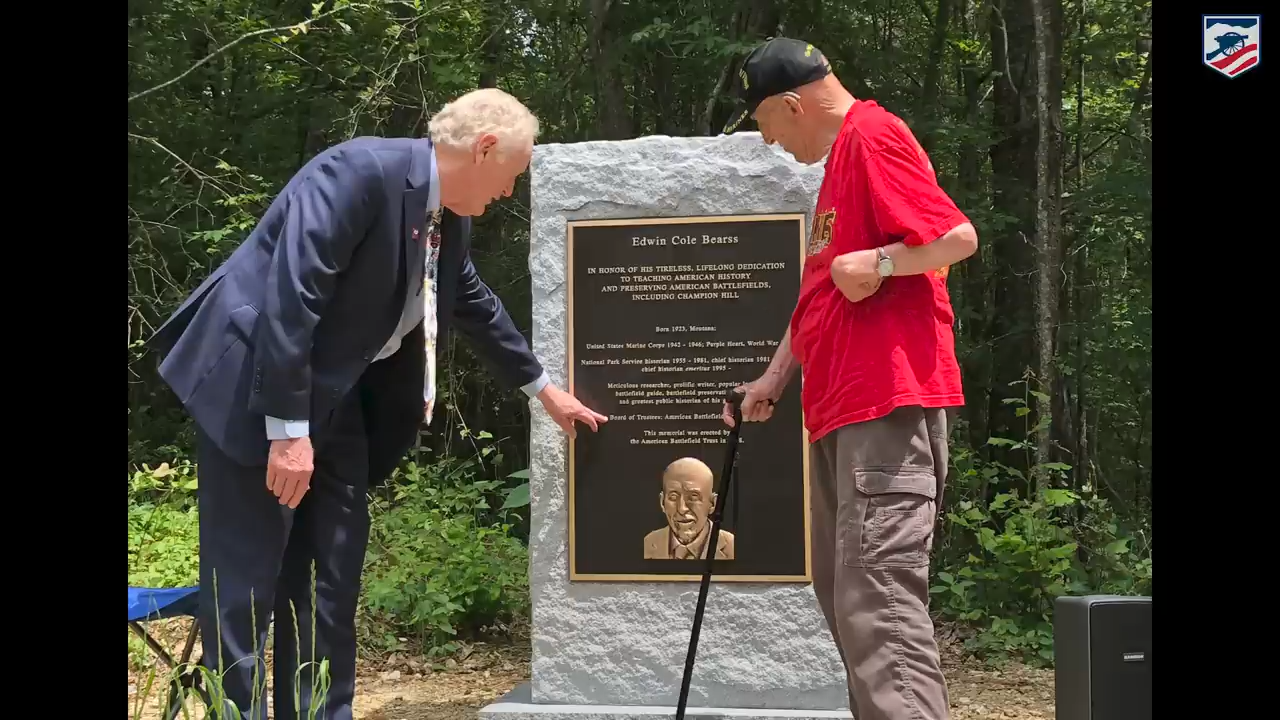 Edwin Cole Bearss
IN HONOR OF HIS TIRELESS, LIFELONG DEDICATION
TO TEACHING AMERICAN HISTORY
AND PRESERVING AMERICAN BATTLEFIELDS,
INCLUDING CHAMPION HILL
Born 1923, Montana;
United States Marine Corps 1942 - 1946; Purple Heart, World War
National Park Service historian 1955 - 1981, chief historian 1981
chief historian emeritus 1995 -
Meticulous researcher, prolific writer, popular
battlefield guide, battlefield
and greatest public historian of his
Board of Trustees: American
This memorial was erected by
the American Battlefield Trust in